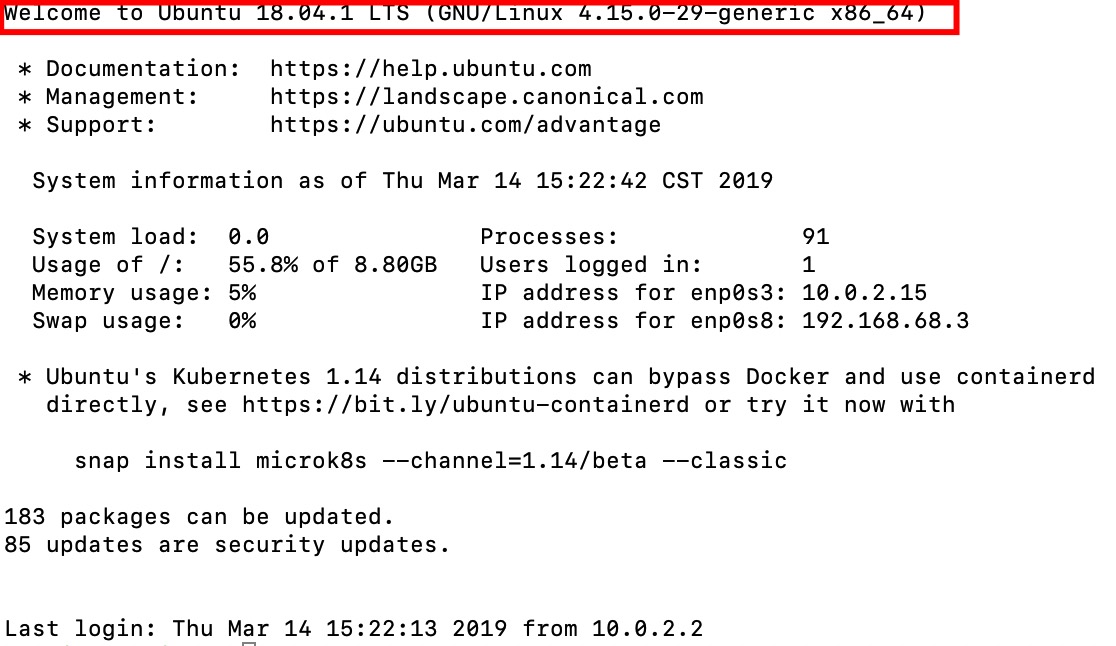 Welcome to Ubuntu 18.04.1 LTS (GNU/Linux 4.15.0-29-generic x86_64)
* Documentation: https://help.ubuntu.com
* Management: https://landscape.canonical.com
* Support: https://ubuntu.com/advantage
System information as of Thu Mar 14 15:22:42 CST 2019
System load: 0.0 Processes: 91
Usage of /: 55.8% of 8.80GB Users logged in: 1
Memory usage: 5% IP address for enp0s3: 10.0.2.15
Swap usage: 0% IP address for enp0s8: 192.168.68.3
* Ubuntu's Kubernetes 1.14 distributions can bypass Docker and use containerd
directly, see https://bit.ly/ubuntu-containerd or try it now with
snap install microk8s --channel=1.14/beta --classic
183 packages can be updated.
85 updates are security updates.
Last login: Thu Mar 14 15:22:13 2019 from 10.0.2.2